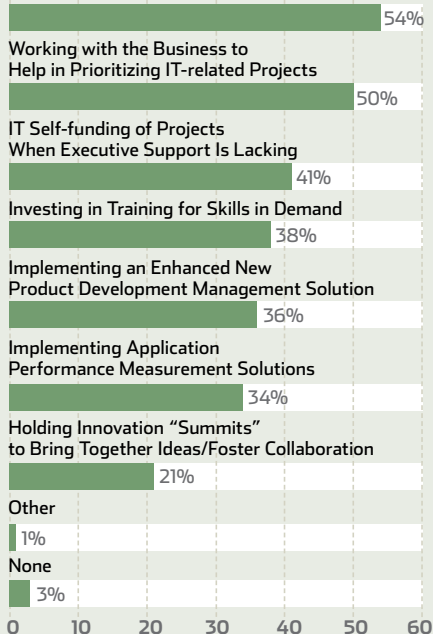 54%
Working with the Business to
Help in Prioritizing IT-related Projects
50%
IT Self-funding of Projects
When Executive Support Is Lacking
41%
Investing in Training for Skills in Demand
38%
Implementing an Enhanced New
Product Development Management Solution
36%
Implementing Application
Performance Measurement Solutions
34%
Holding Innovation “Summits”
to Bring Together Ideas/Foster Collaboration
21%
Other
1%
None
3%
0 10 20 30 40 50 60